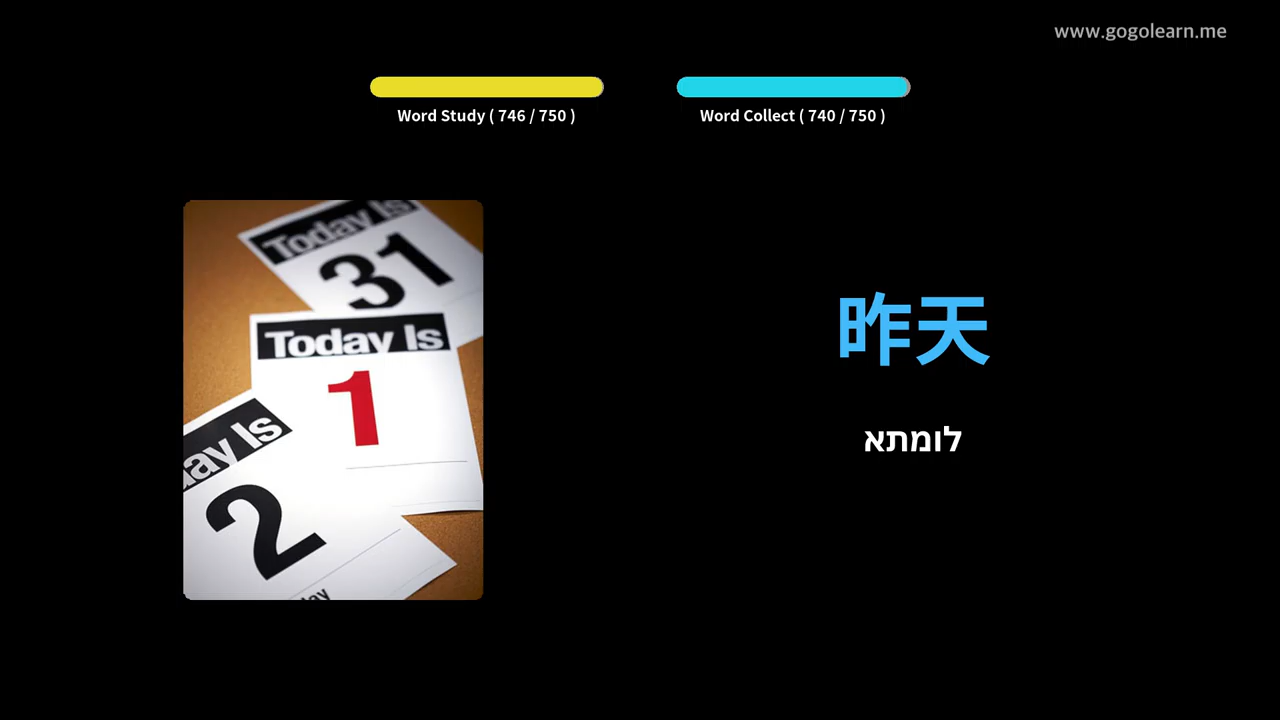 www.gogolearn.me
Word Study ( 746 / 750 )
Word Collect ( 740 / 750 )
Today Is
31
Today Is
1
ay Is
2
day
昨天
לומתא